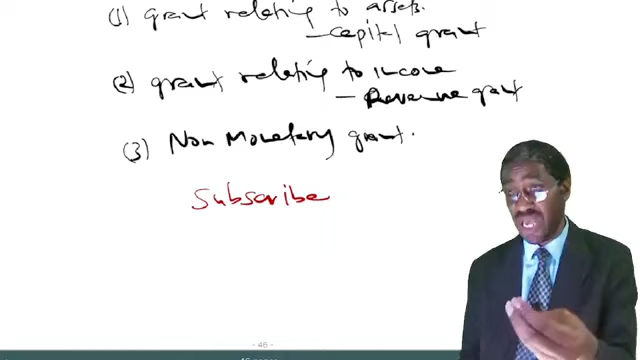 (1) grant relating to assets.
– Capital grant
(2) grant relating to income
– Revenue grant
(3) Non Monetary grant.
Subscribe
- 46 -